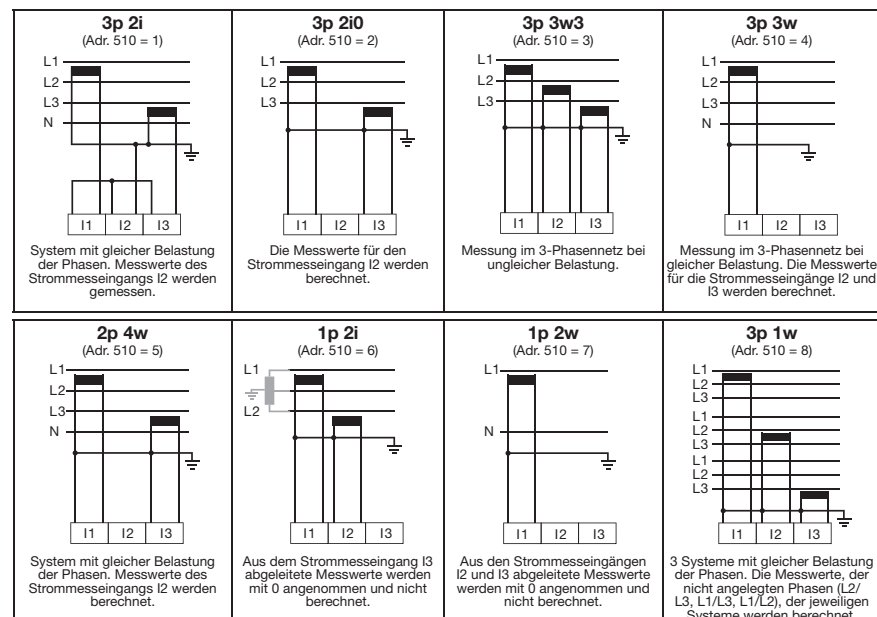 3p 2i
(Adr. 510 = 1)
L1
L2
L3
N
I1 I2 I3
System mit gleicher Belastung
der Phasen. Messwerte des
Strommesseingangs I2 werden
gemessen.
3p 2i0
(Adr. 510 = 2)
L1
L2
L3
I1 I2 I3
Die Messwerte für den
Strommesseingang I2 werden
berechnet.
3p 3w3
(Adr. 510 = 3)
L1
L2
L3
I1 I2 I3
Messung im 3-Phasennetz bei
ungleicher Belastung.
3p 3w
(Adr. 510 = 4)
L1
L2
L3
N
I1 I2 I3
Messung im 3-Phasennetz bei
gleicher Belastung. Die Messwerte
für die Strommesseingänge I2 und
I3 werden berechnet.
2p 4w
(Adr. 510 = 5)
L1
L2
L3
N
I1 I2 I3
System mit gleicher Belastung
der Phasen. Messwerte des
Strommesseingangs I2 werden
berechnet.
1p 2i
(Adr. 510 = 6)
L1
L2
I1 I2 I3
Aus dem Strommesseingang I3
abgeleitete Messwerte werden
mit 0 angenommen und nicht
berechnet.
1p 2w
(Adr. 510 = 7)
L1
N
I1 I2 I3
Aus den Strommesseingängen
I2 und I3 abgeleitete Messwerte
werden mit 0 angenommen und
nicht berechnet.
3p 1w
(Adr. 510 = 8)
L1
L2
L3
L1
L2
L3
L1
L2
L3
I1 I2 I3
3 Systeme mit gleicher Belastung
der Phasen. Die Messwerte, der
nicht angelegten Phasen (L2/
L3, L1/L3, L1/L2), der jeweiligen
Systeme werden berechnet